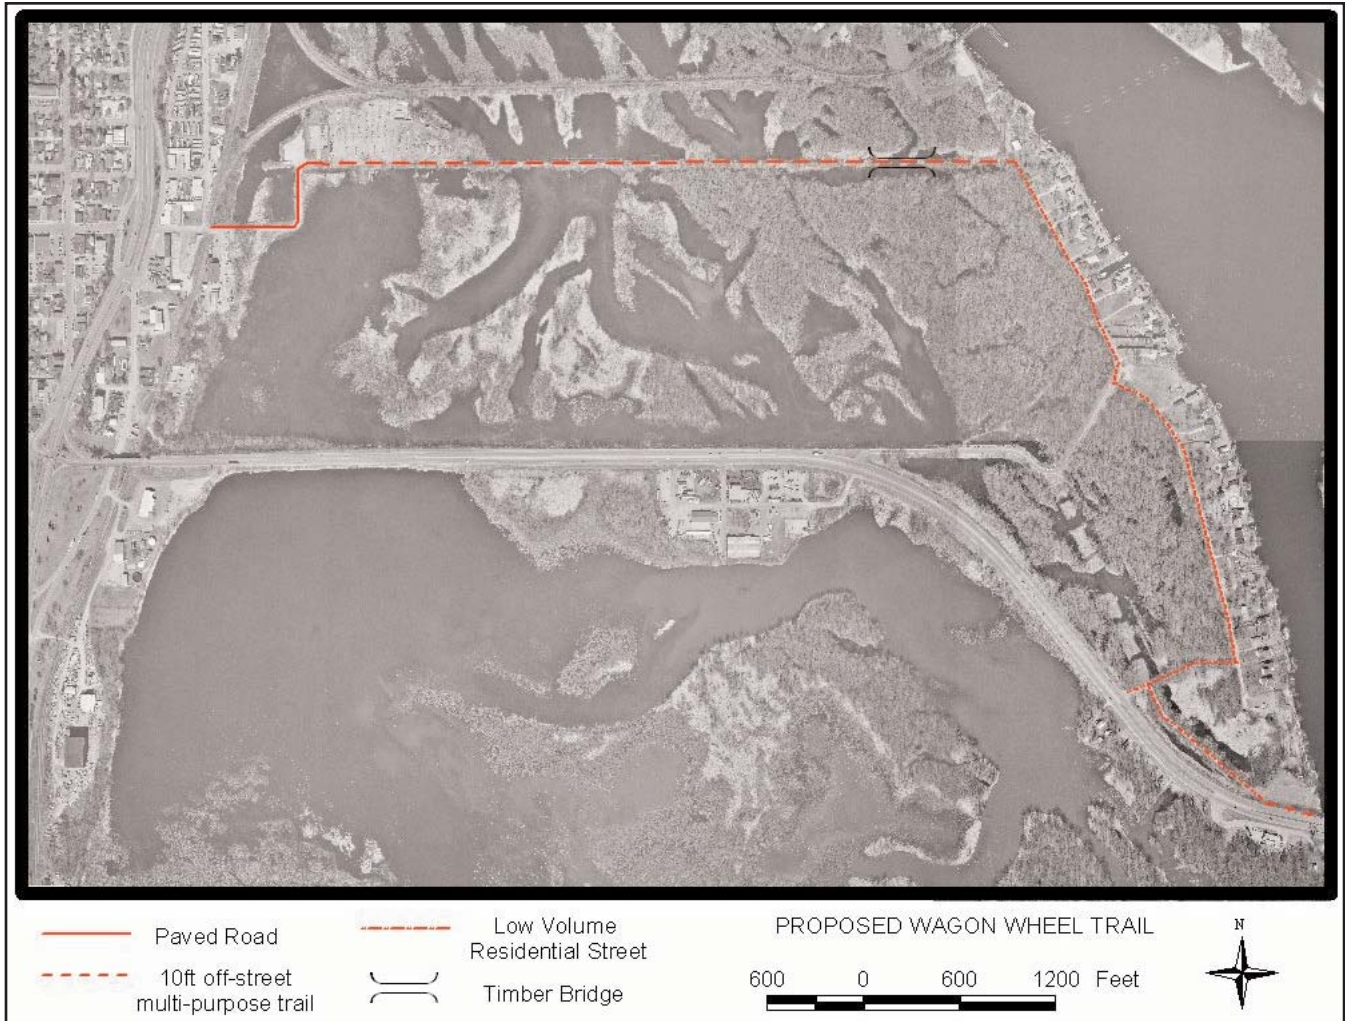 Paved Road
10ft off-street
multi-purpose trail
Low Volume
Residential Street
Timber Bridge
PROPOSED WAGON WHEEL TRAIL
600 0 600 1200 Feet
N